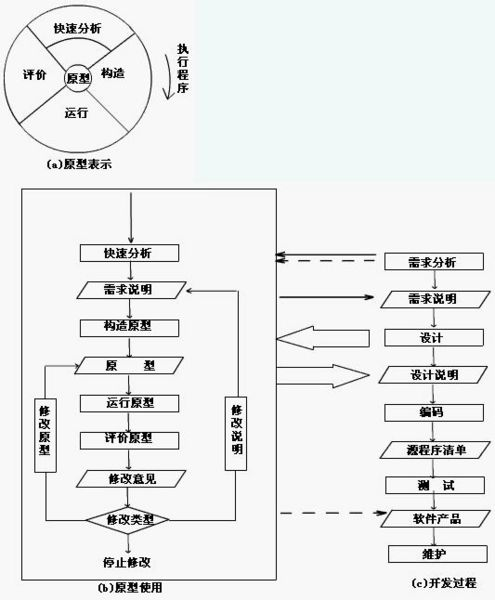 快速分析
评价
原型
构造
运行
执行程序
(a)原型表示
快速分析
需求说明
构造原型
原 型
运行原型
评价原型
修改意见
修改类型
停止修改
修改原型
修改说明
(b)原型使用
需求分析
需求说明
设计
设计说明
编码
源程序清单
测 试
软件产品
维护
(c)开发过程